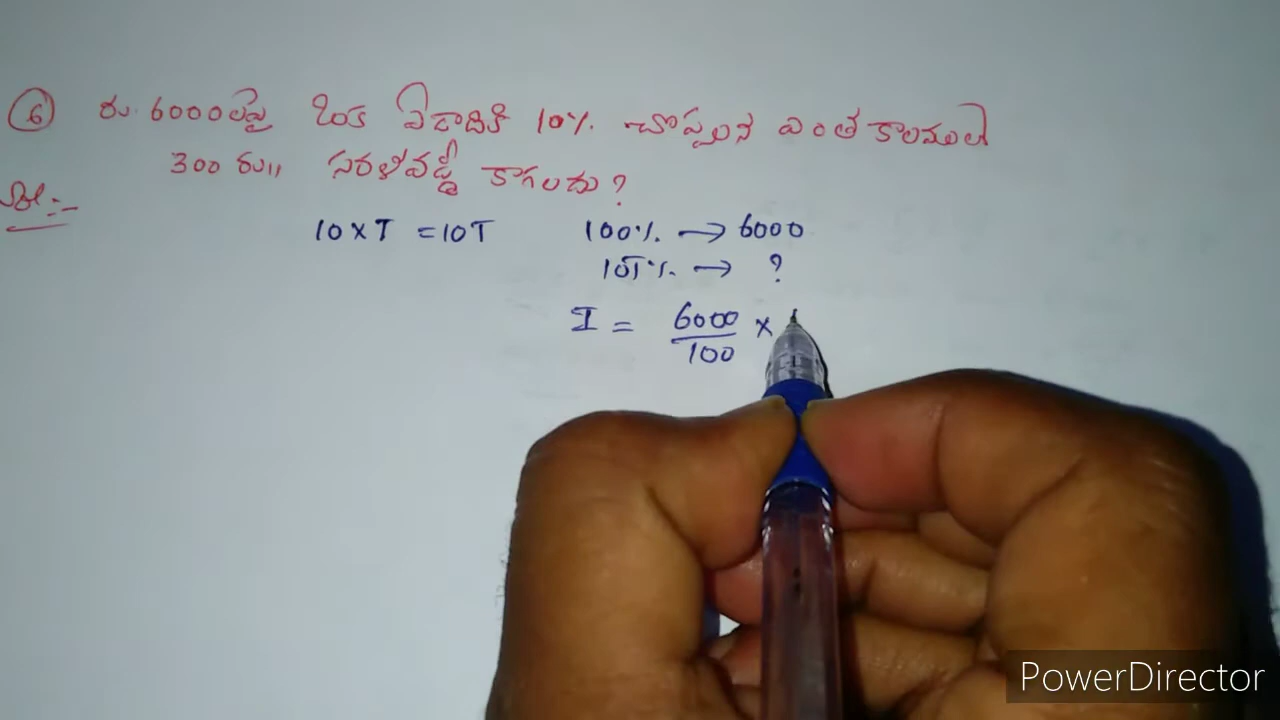 6 రు. 6000 లపై ఒక ఏడాదికి 10% చొప్పున ఎంత కాలములో
300 రు॥ సరళవడ్డీ కాగలదు?
Sol:-
10 x T = 10T 100% → 6000
10T% → ?
I = 6000/100 x
PowerDirector